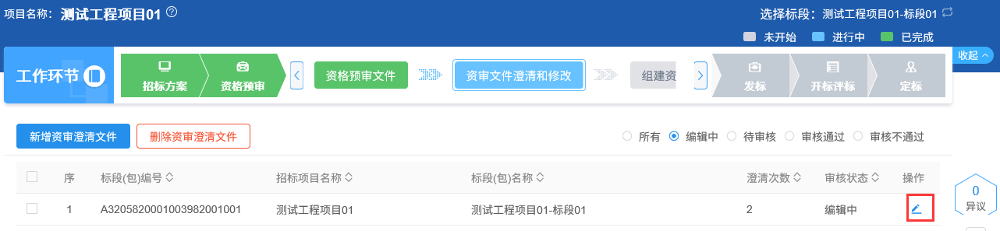 项目名称： 测试工程项目01 选择标段： 测试工程项目01-标段01
未开始 进行中 已完成
收起
工作环节 招标方案 资格预审 资格预审文件 资审文件澄清和修改 组建资 发标 开标评标 定标
新增资审澄清文件 删除资审澄清文件 所有 编辑中 待审核 审核通过 审核不通过
序 标段(包)编号 招标项目名称 标段(包)名称 澄清次数 审核状态 操作
1 A3205820001003982001001 测试工程项目01 测试工程项目01-标段01 2 编辑中
0
异议